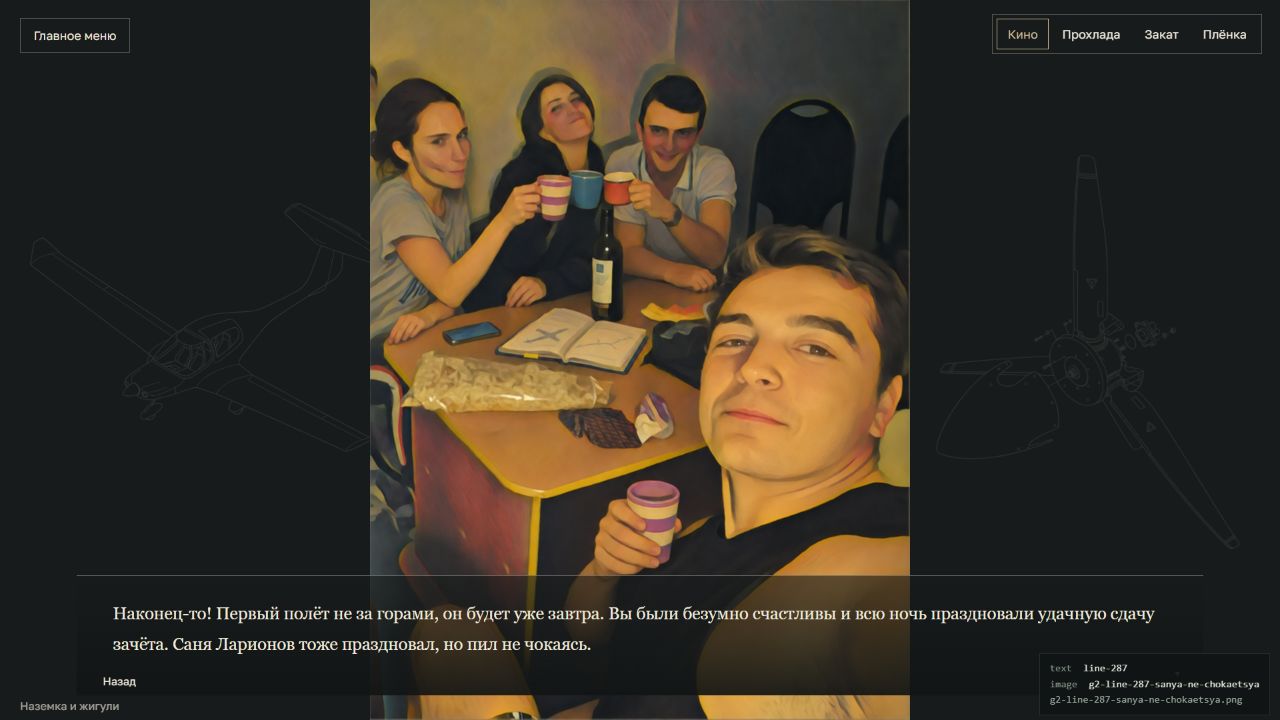 Главное меню
Кино Прохлада Закат Плёнка
Наконец-то! Первый полёт не за горами, он будет уже завтра. Вы были безумно счастливы и всю ночь праздновали удачную сдачу
зачёта. Саня Ларионов тоже праздновал, но пил не чокаясь.
Назад
Наземка и жигули
text line-287
image g2-line-287-sanya-ne-chokaetsya
g2-line-287-sanya-ne-chokaetsya.png